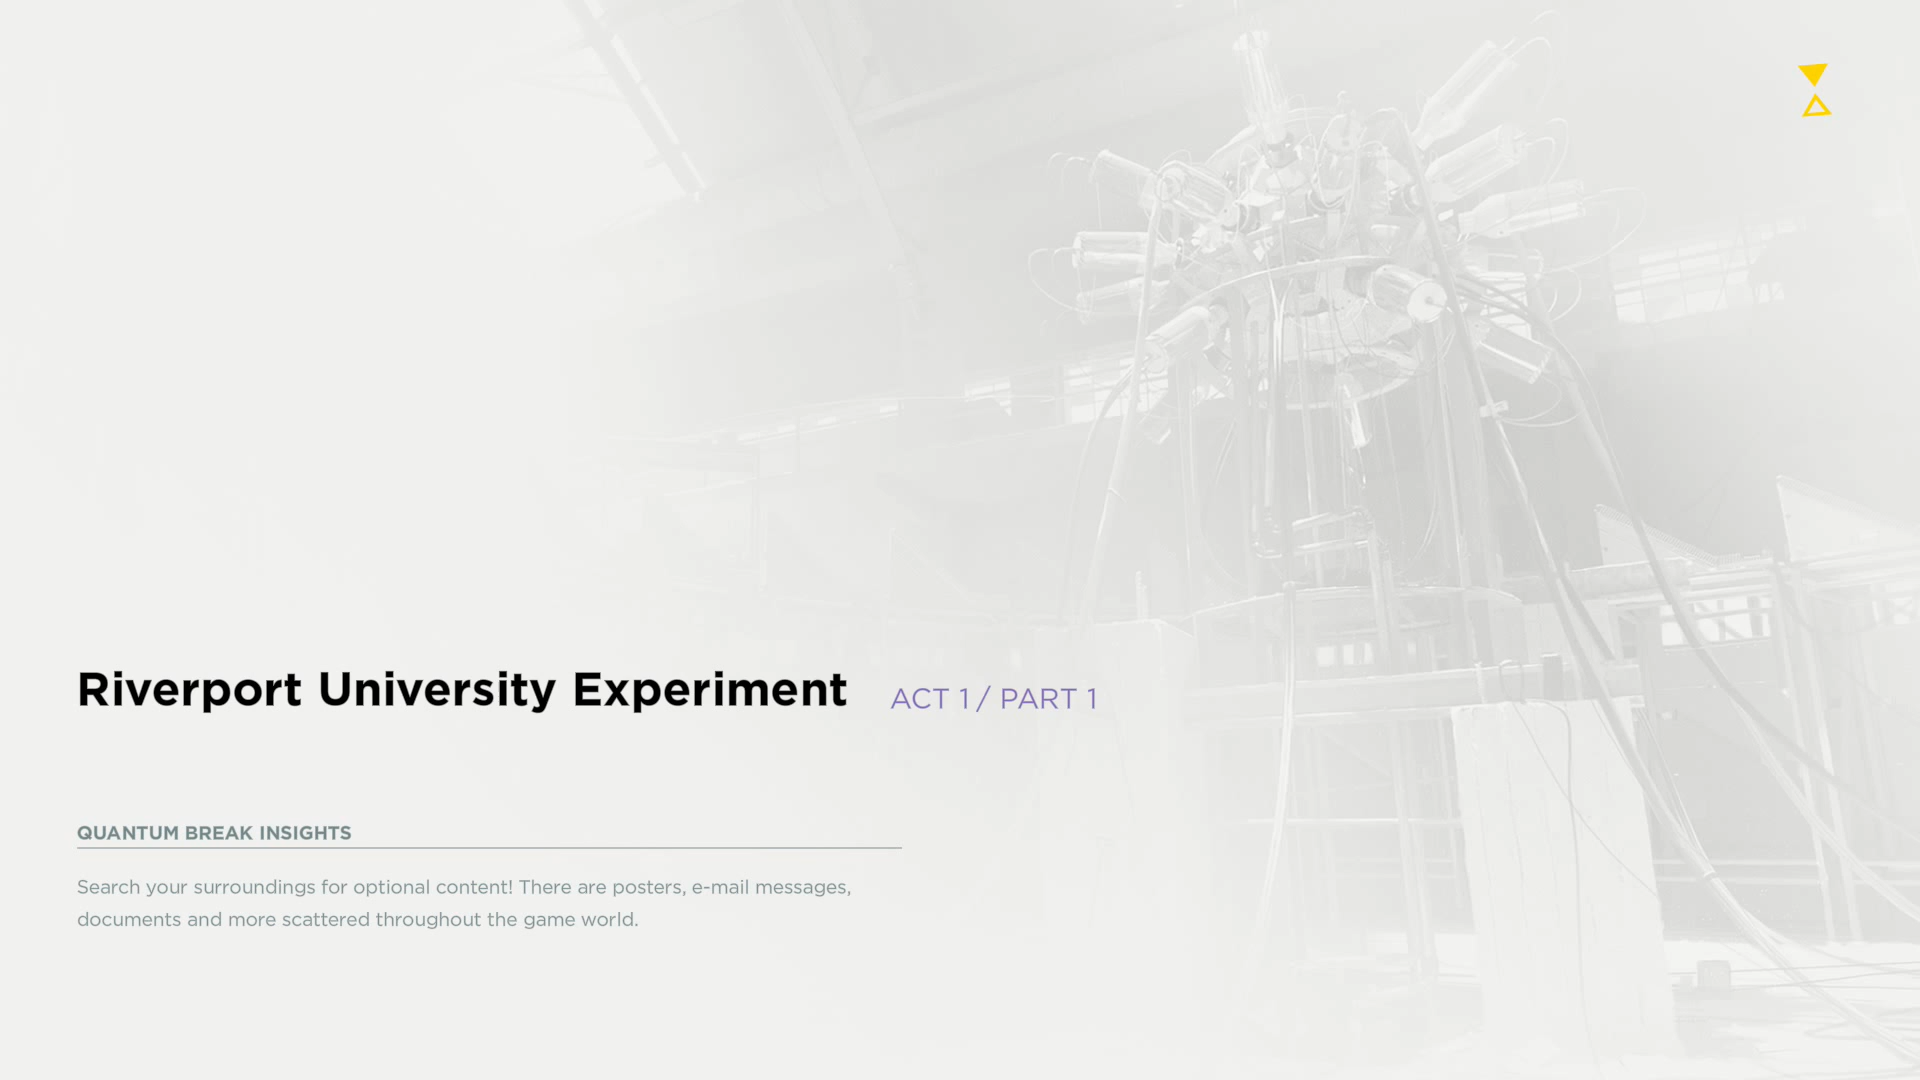 Riverport University Experiment ACT 1 / PART 1
QUANTUM BREAK INSIGHTS
Search your surroundings for optional content! There are posters, e-mail messages,
documents and more scattered throughout the game world.